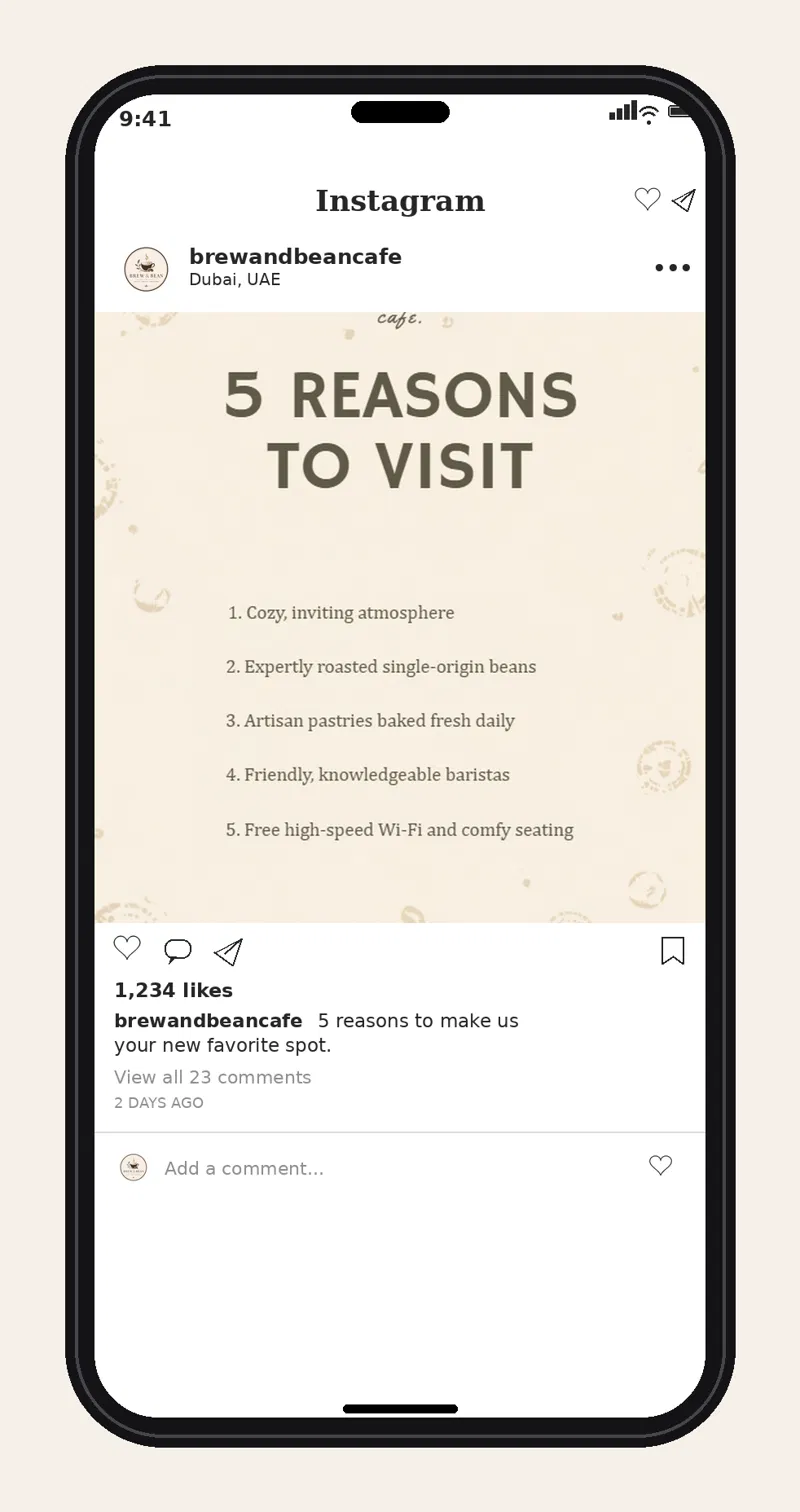 9:41
Instagram
brewandbeancafe
Dubai, UAE
BREW & BEAN
cafe.
5 REASONS
TO VISIT
1. Cozy, inviting atmosphere
2. Expertly roasted single-origin beans
3. Artisan pastries baked fresh daily
4. Friendly, knowledgeable baristas
5. Free high-speed Wi-Fi and comfy seating
1,234 likes
brewandbeancafe 5 reasons to make us
your new favorite spot.
View all 23 comments
2 DAYS AGO
Add a comment...